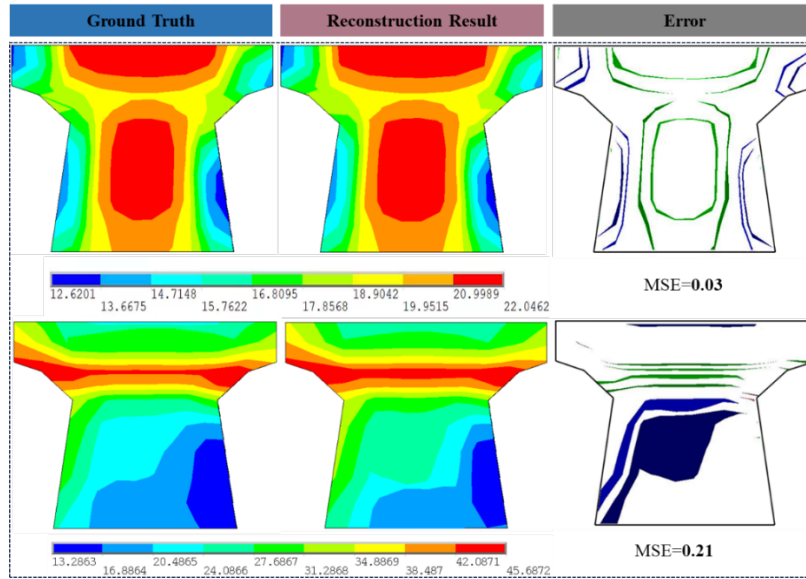 Ground Truth
Reconstruction Result
Error
12.6201 14.7148 16.8095 18.9042 20.9989
13.6675 15.7622 17.8568 19.9515 22.0462
MSE=0.03
13.2863 20.4865 27.6867 34.8869 42.0871
16.8864 24.0866 31.2868 38.487 45.6872
MSE=0.21